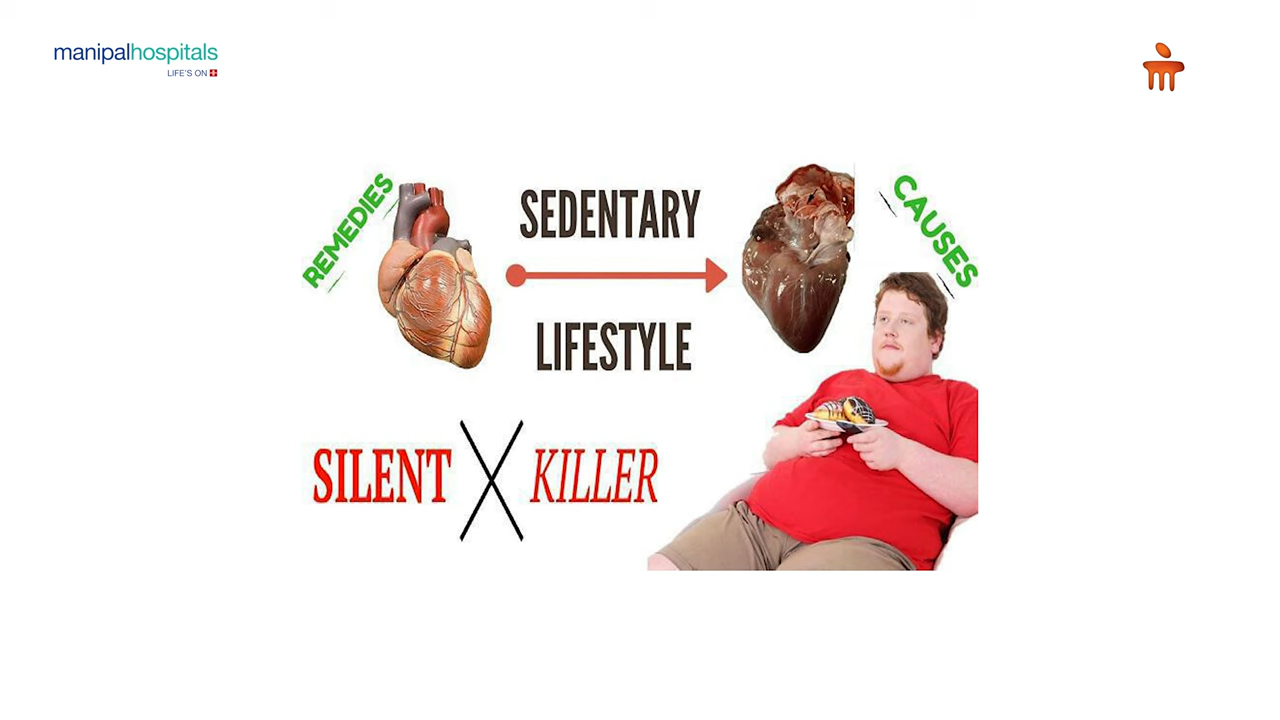 manipalhospitals
LIFE'S ON
REMEDIES
SEDENTARY
LIFESTYLE
CAUSES
SILENT KILLER